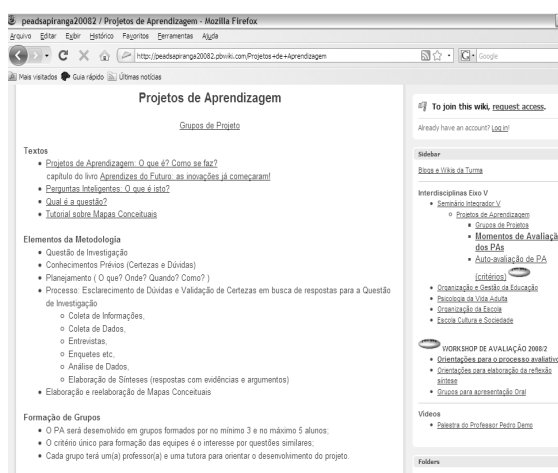 peadsapiranga20082 / Projetos de Aprendizagem - Mozilla Firefox
Arquivo Editar Exibir Histórico Favoritos Ferramentas Ajuda
http://peadsapiranga20082.pbwiki.com/Projetos+de+Aprendizagem
Google
Mais visitados Guia rápido Últimas notícias
Projetos de Aprendizagem
Grupos de Projeto
Textos
• Projetos de Aprendizagem: O que é? Como se faz?
capítulo do livro Aprendizes do Futuro: as inovações já começaram!
• Perguntas Inteligentes: O que é isto?
• Qual é a questão?
• Tutorial sobre Mapas Conceituais
Elementos da Metodologia
• Questão de Investigação
• Conhecimentos Prévios (Certezas e Dúvidas)
• Planejamento ( O que? Onde? Quando? Como? )
• Processo: Esclarecimento de Dúvidas e Validação de Certezas em busca de respostas para a Questão
de Investigação
o Coleta de Informações,
o Coleta de Dados,
o Entrevistas,
o Enquetes etc,
o Análise de Dados,
o Elaboração de Sínteses (respostas com evidências e argumentos)
• Elaboração e reelaboração de Mapas Conceituais
Formação de Grupos
• O PA será desenvolvido em grupos formados por no mínimo 3 e no máximo 5 alunos;
• O critério único para formação das equipes é o interesse por questões similares;
• Cada grupo terá um(a) professor(a) e uma tutora para orientar o desenvolvimento do projeto.
To join this wiki, request access.
Already have an account? Log in!
Sidebar
Blogs e Wikis da Turma
Interdisciplinas Eixo V
• Seminário Integrador V
o Projetos de Aprendizagem
▪ Grupos de Projetos
▪ Momentos de Avaliaçã
dos PAs
▪ Auto-avaliação de PA
(critérios)
• Organização e Gestão da Educação
• Psicologia da Vida Adulta
• Organização da Escola
• Escola Cultura e Sociedade
WORKSHOP DE AVALIAÇÃO 2008/2
• Orientações para o processo avaliativo
• Orientações para elaboração da reflexão
síntese
• Grupos para apresentação Oral
Videos
• Palestra do Professor Pedro Demo
Folders